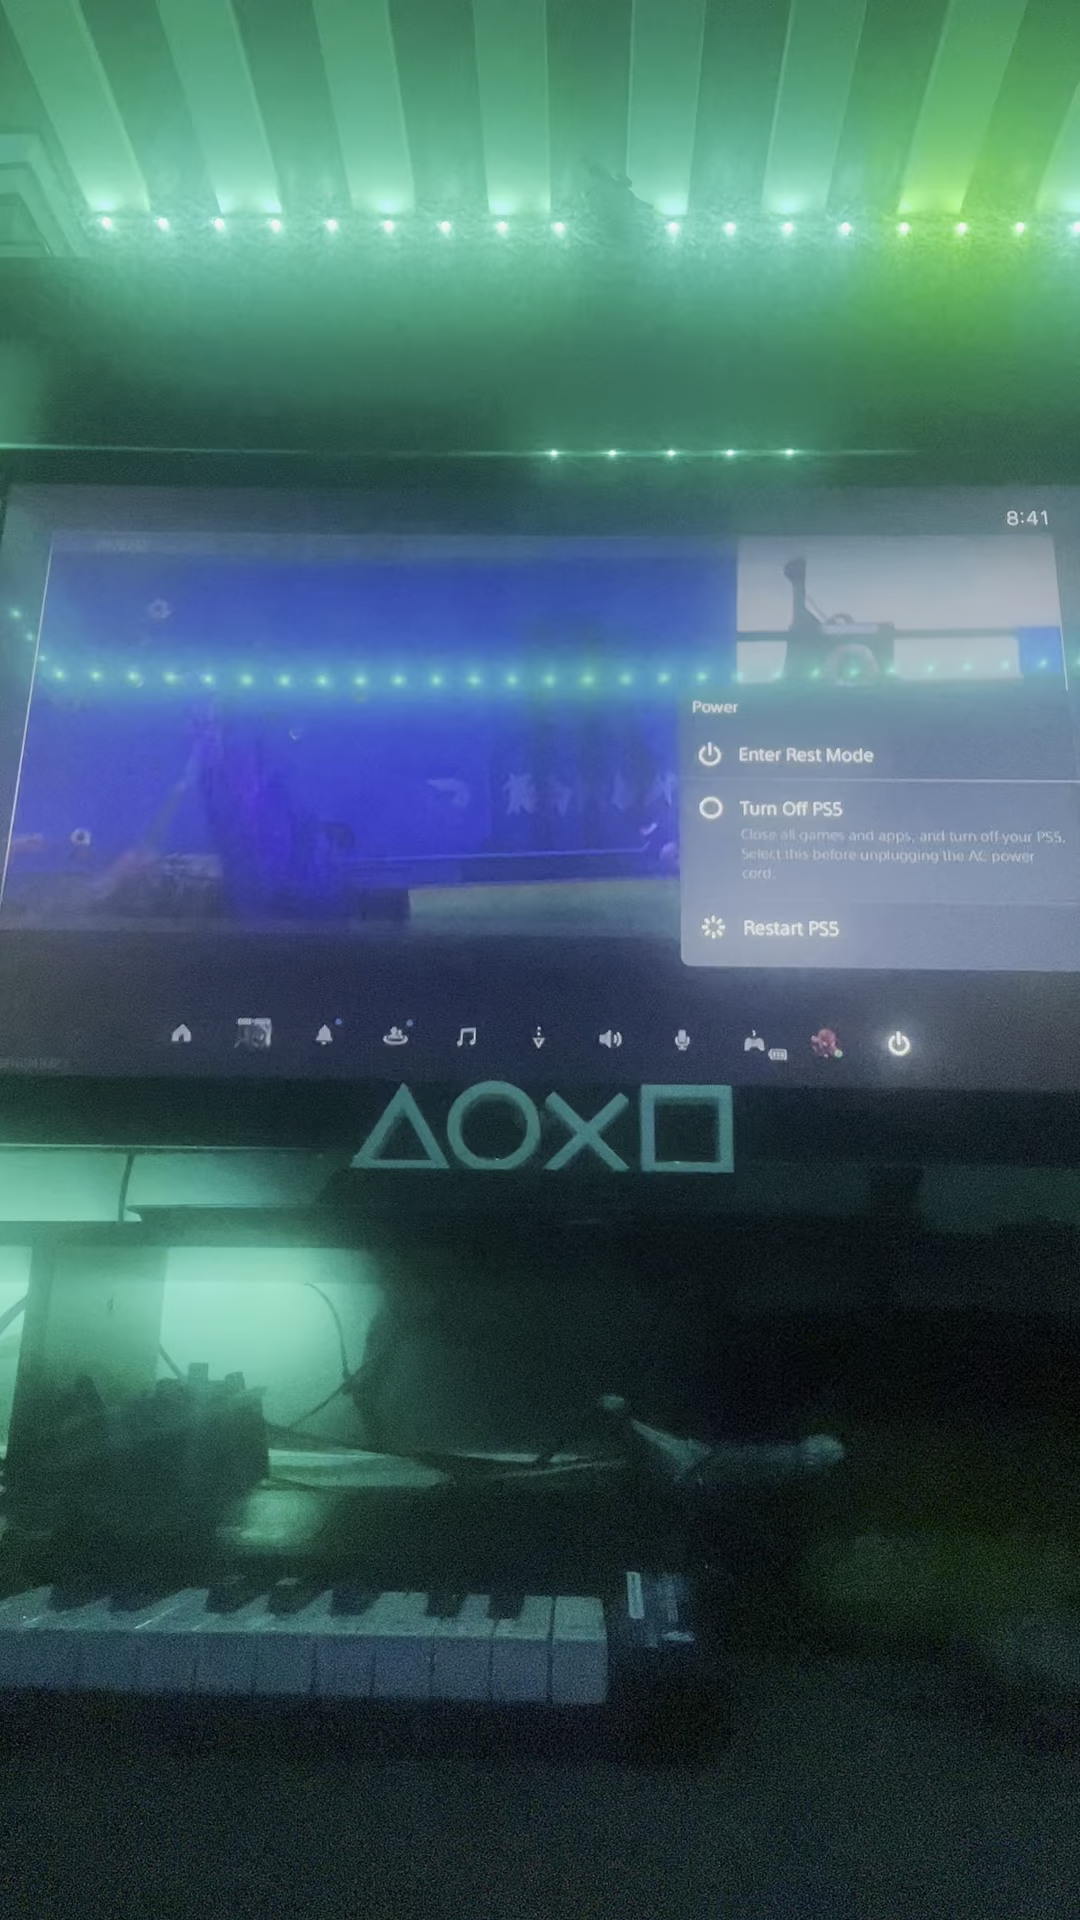 8:41
Power
Enter Rest Mode
Turn Off PS5
Close all games and apps, and turn off your PS5.
Select this before unplugging the AC power
cord.
Restart PS5